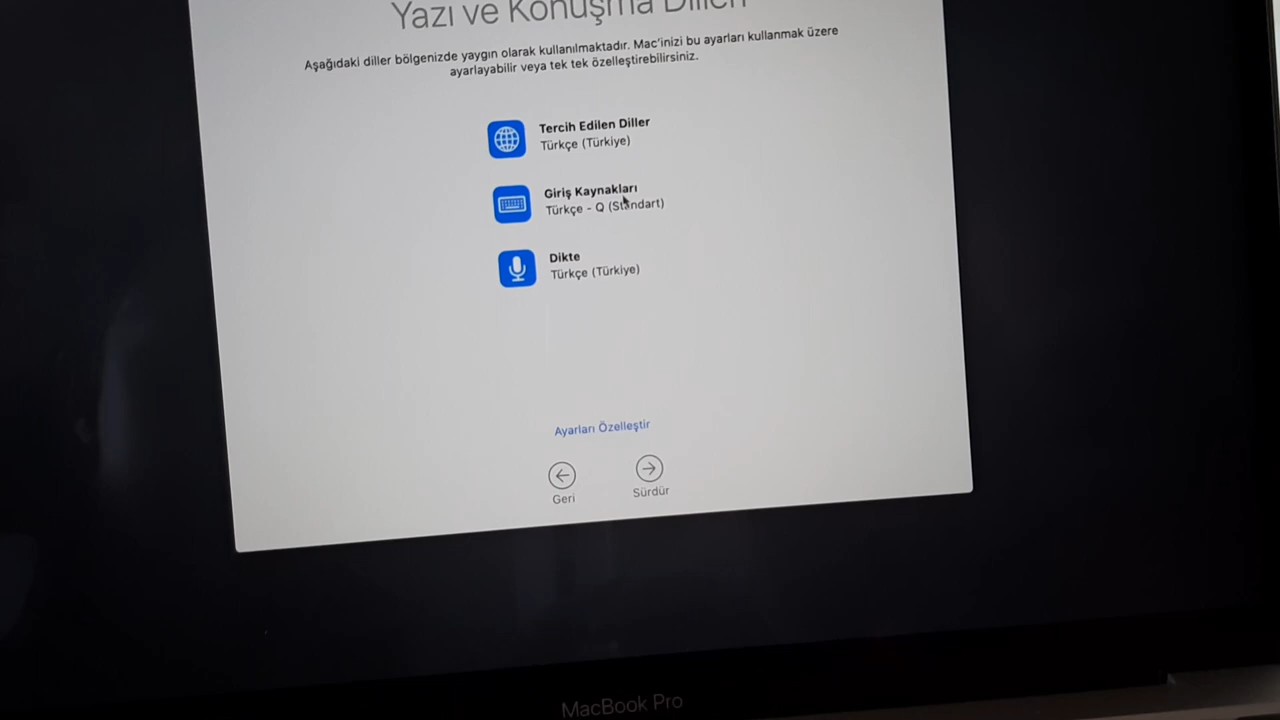 Yazı ve Konuşma Dilleri
Aşağıdaki diller bölgenizde yaygın olarak kullanılmaktadır. Mac'inizi bu ayarları kullanmak üzere
ayarlayabilir veya tek tek özelleştirebilirsiniz.
Tercih Edilen Diller
Türkçe (Türkiye)
Giriş Kaynakları
Türkçe - Q (Standart)
Dikte
Türkçe (Türkiye)
Ayarları Özelleştir
Geri
Sürdür
MacBook Pro